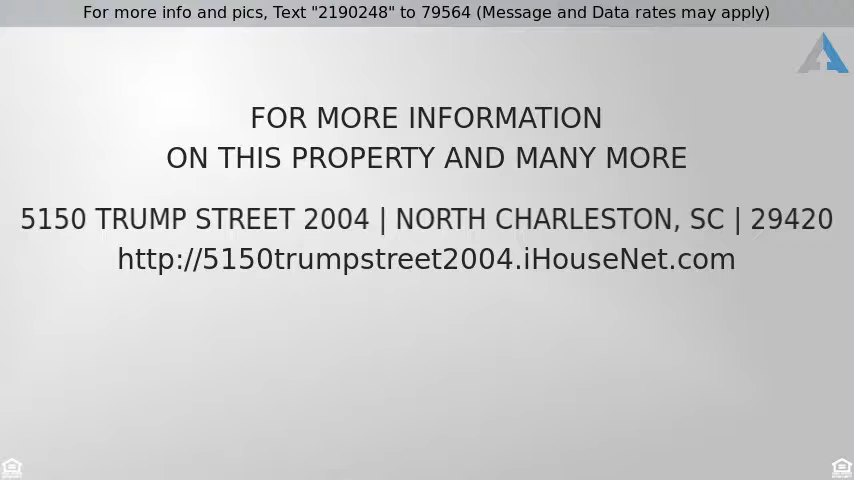 For more info and pics, Text "2190248" to 79564 (Message and Data rates may apply)
FOR MORE INFORMATION
ON THIS PROPERTY AND MANY MORE
5150 TRUMP STREET 2004 | NORTH CHARLESTON, SC | 29420
http://5150trumpstreet2004.iHouseNet.com